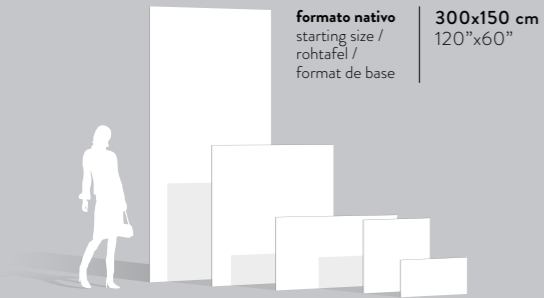 formato nativo
starting size /
rohtafel /
format de base
300x150 cm
120”x60”